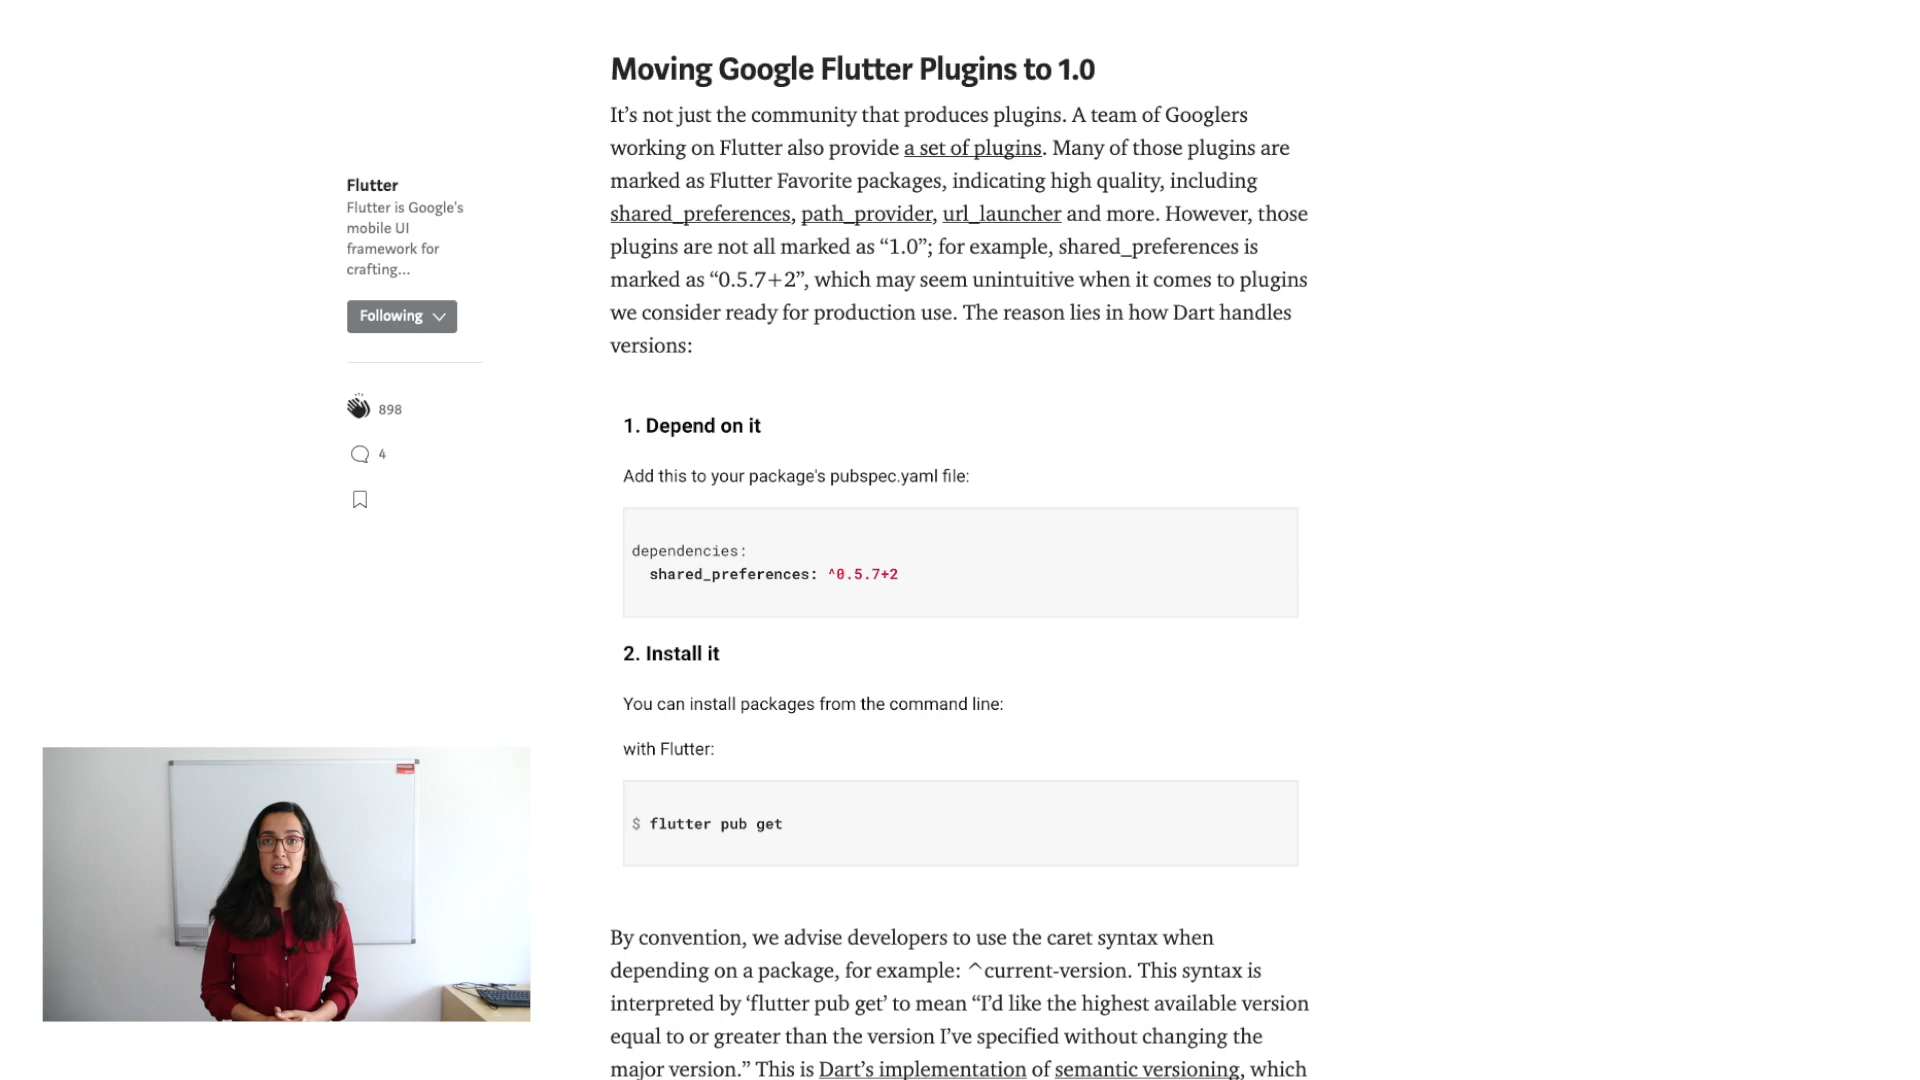 Moving Google Flutter Plugins to 1.0
It’s not just the community that produces plugins. A team of Googlers
working on Flutter also provide a set of plugins. Many of those plugins are
marked as Flutter Favorite packages, indicating high quality, including
shared_preferences, path_provider, url_launcher and more. However, those
plugins are not all marked as “1.0”; for example, shared_preferences is
marked as “0.5.7+2”, which may seem unintuitive when it comes to plugins
we consider ready for production use. The reason lies in how Dart handles
versions:
Flutter
Flutter is Google's
mobile UI
framework for
crafting...
Following
898
4
1. Depend on it
Add this to your package's pubspec.yaml file:
dependencies:
shared_preferences: ^0.5.7+2
2. Install it
You can install packages from the command line:
with Flutter:
$ flutter pub get
By convention, we advise developers to use the caret syntax when
depending on a package, for example: ^current-version. This syntax is
interpreted by ‘flutter pub get’ to mean “I’d like the highest available version
equal to or greater than the version I’ve specified without changing the
major version.” This is Dart’s implementation of semantic versioning, which